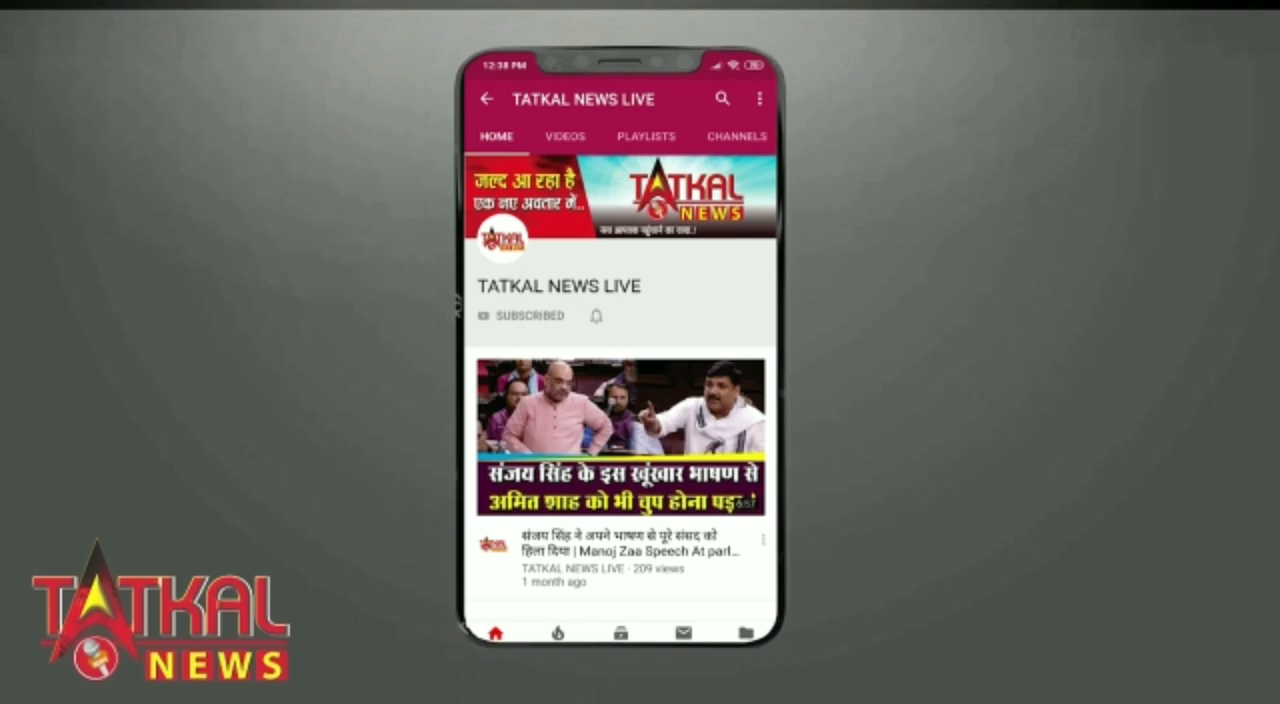 12:38 PM
TATKAL NEWS LIVE
HOME VIDEOS PLAYLISTS CHANNELS
जल्द आ रहा है
एक नए अवतार में..
TATKAL
NEWS
TATKAL
TATKAL NEWS LIVE
SUBSCRIBED
संजय सिंह के इस खूंखार भाषण से
अमित शाह को भी चुप होना पड़
संजय सिंह ने अपने भाषण से पूरे संसद को
हिला दिया | Manoj Zaa Speech At parl...
TATKAL NEWS LIVE · 209 views
1 month ago
TATKAL
NEWS